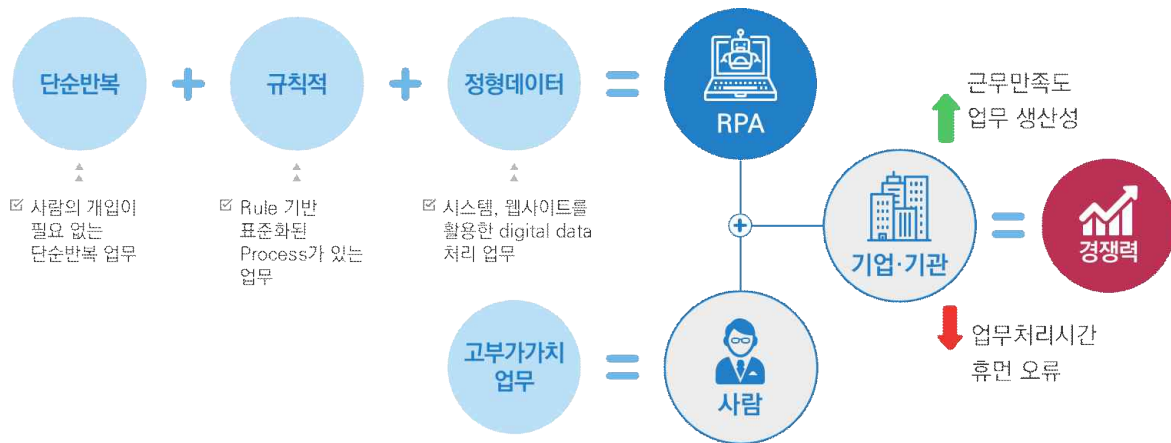 단순반복
규칙적
정형데이터
RPA
근무만족도
업무 생산성
사람의 개입이
필요 없는
단순반복 업무
Rule 기반
표준화된
Process가 있는
업무
시스템, 웹사이트를
활용한 digital data
처리 업무
기업·기관
경쟁력
고부가가치
업무
사람
업무처리시간
휴먼 오류